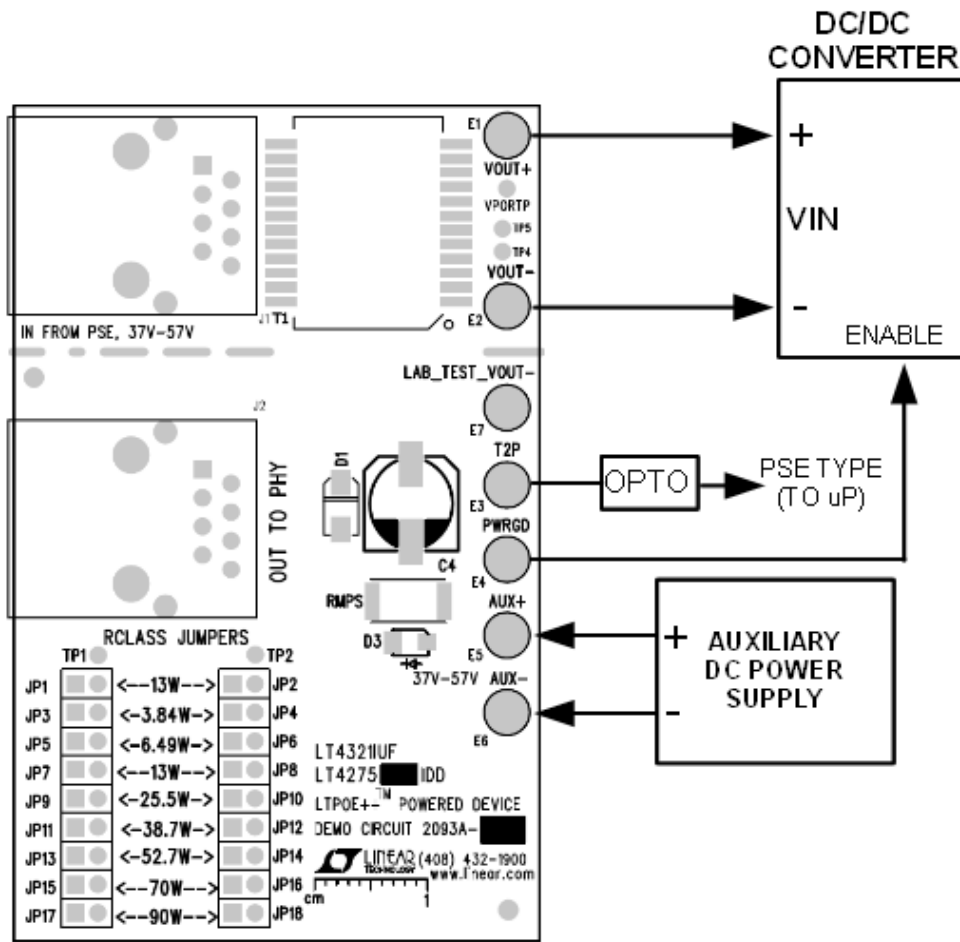 DC/DC
CONVERTER
E1
VOUT+
VPORTP
TP5
TP4
VOUT-
E2
+
VIN
-
ENABLE
J1 T1
IN FROM PSE, 37V-57V
LAB_TEST_VOUT-
E7
J2
OUT TO PHY
D1
T2P
E3
OPTO
PSE TYPE
(TO uP)
PWRGD
E4
C4
RMPS
AUX+
E5
D3
37V-57V AUX-
E6
+
AUXILIARY
DC POWER
SUPPLY
-
RCLASS JUMPERS
TP1 TP2
JP1 <--13W--> JP2
JP3 <-3.84W-> JP4
JP5 <-6.49W-> JP6
JP7 <--13W--> JP8
JP9 <-25.5W-> JP10
JP11 <-38.7W-> JP12
JP13 <-52.7W-> JP14
JP15 <--70W--> JP16
JP17 <--90W--> JP18
LT4321IUF
LT4275 IDD
LTPOE+-™ POWERED DEVICE
DEMO CIRCUIT 2093A-
LINEAR (408) 432-1900
TECHNOLOGY www.linear.com
cm 1